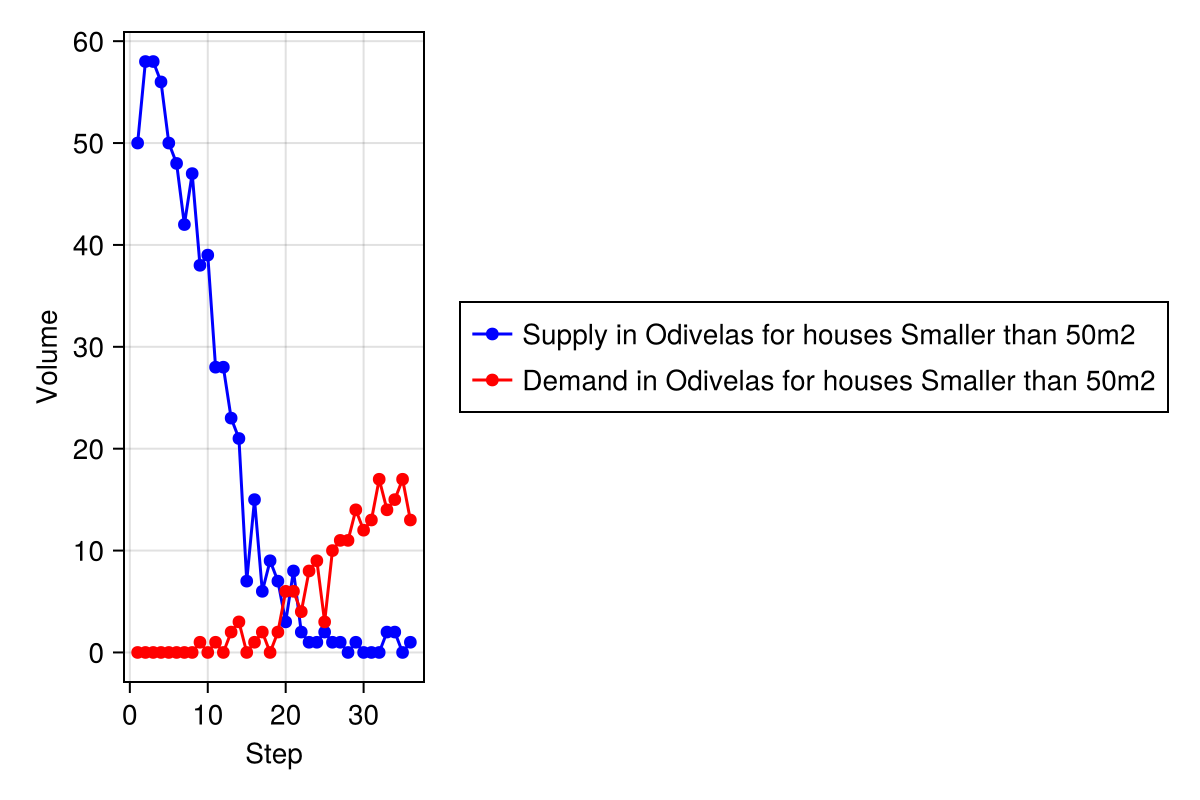 60
50
40
30
20
10
0
Volume
0 10 20 30
Step
Supply in Odivelas for houses Smaller than 50m2
Demand in Odivelas for houses Smaller than 50m2